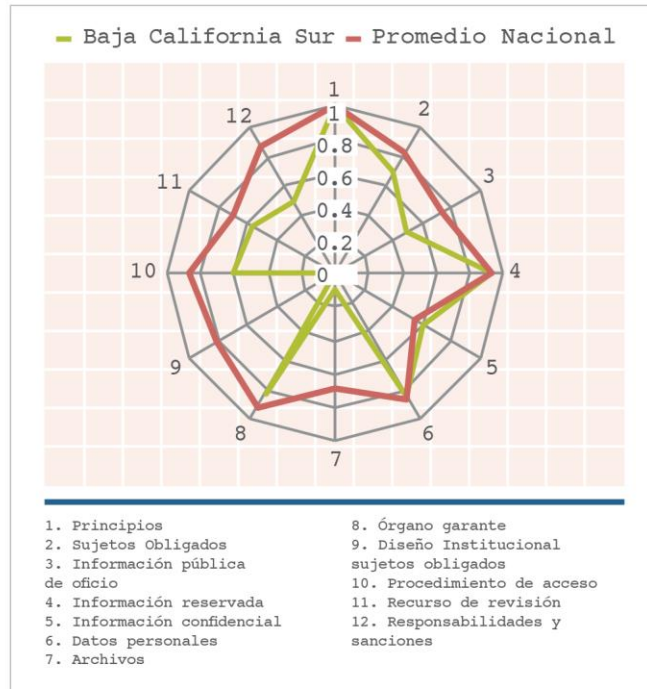 Baja California Sur Promedio Nacional
1
12
2
1
0.8
11
3
0.6
0.4
0.2
10
0
4
9
5
8
6
7
1. Principios
2. Sujetos Obligados
3. Información pública
de oficio
4. Información reservada
5. Información confidencial
6. Datos personales
7. Archivos
8. Órgano garante
9. Diseño Institucional
sujetos obligados
10. Procedimiento de acceso
11. Recurso de revisión
12. Responsabilidades y
sanciones